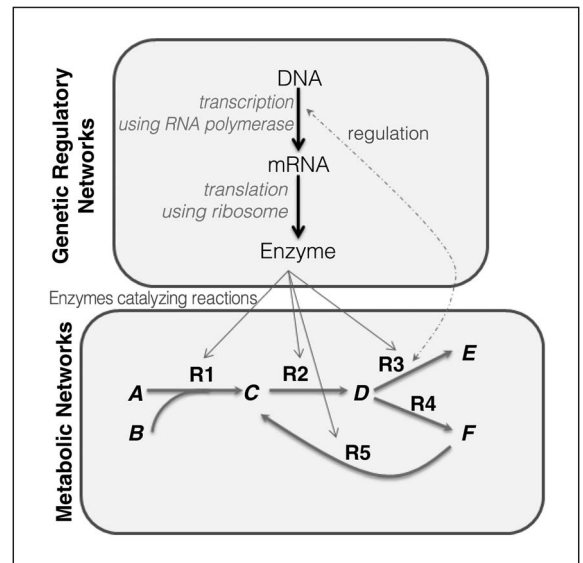 Genetic Regulatory
Networks
DNA
transcription
using RNA polymerase
regulation
mRNA
translation
using ribosome
Enzyme
Enzymes catalyzing reactions
Metabolic Networks
R1
R2
R3
E
A
C
D
R4
B
F
R5